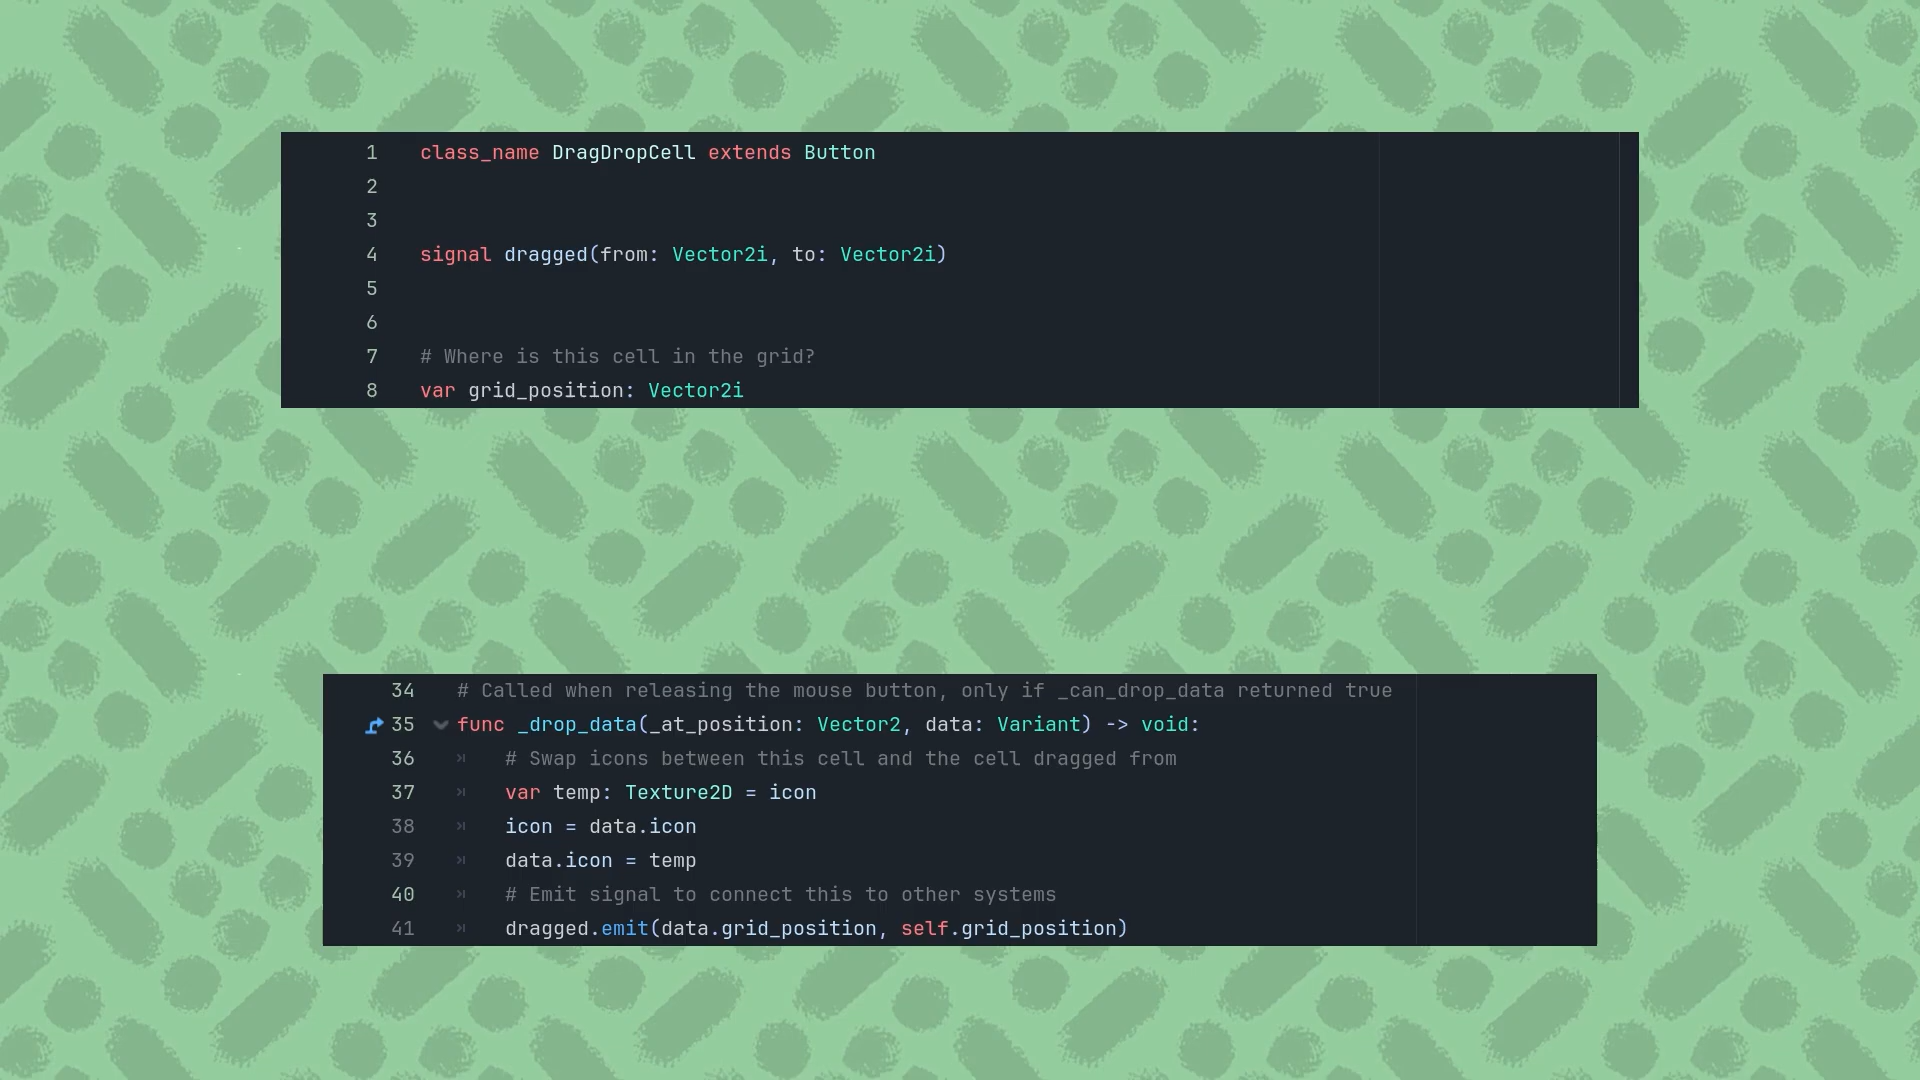 1 class_name DragDropCell extends Button
2
3
4 signal dragged(from: Vector2i, to: Vector2i)
5
6
7 # Where is this cell in the grid?
8 var grid_position: Vector2i
34 # Called when releasing the mouse button, only if _can_drop_data returned true
35 func _drop_data(_at_position: Vector2, data: Variant) -> void:
36 # Swap icons between this cell and the cell dragged from
37 var temp: Texture2D = icon
38 icon = data.icon
39 data.icon = temp
40 # Emit signal to connect this to other systems
41 dragged.emit(data.grid_position, self.grid_position)